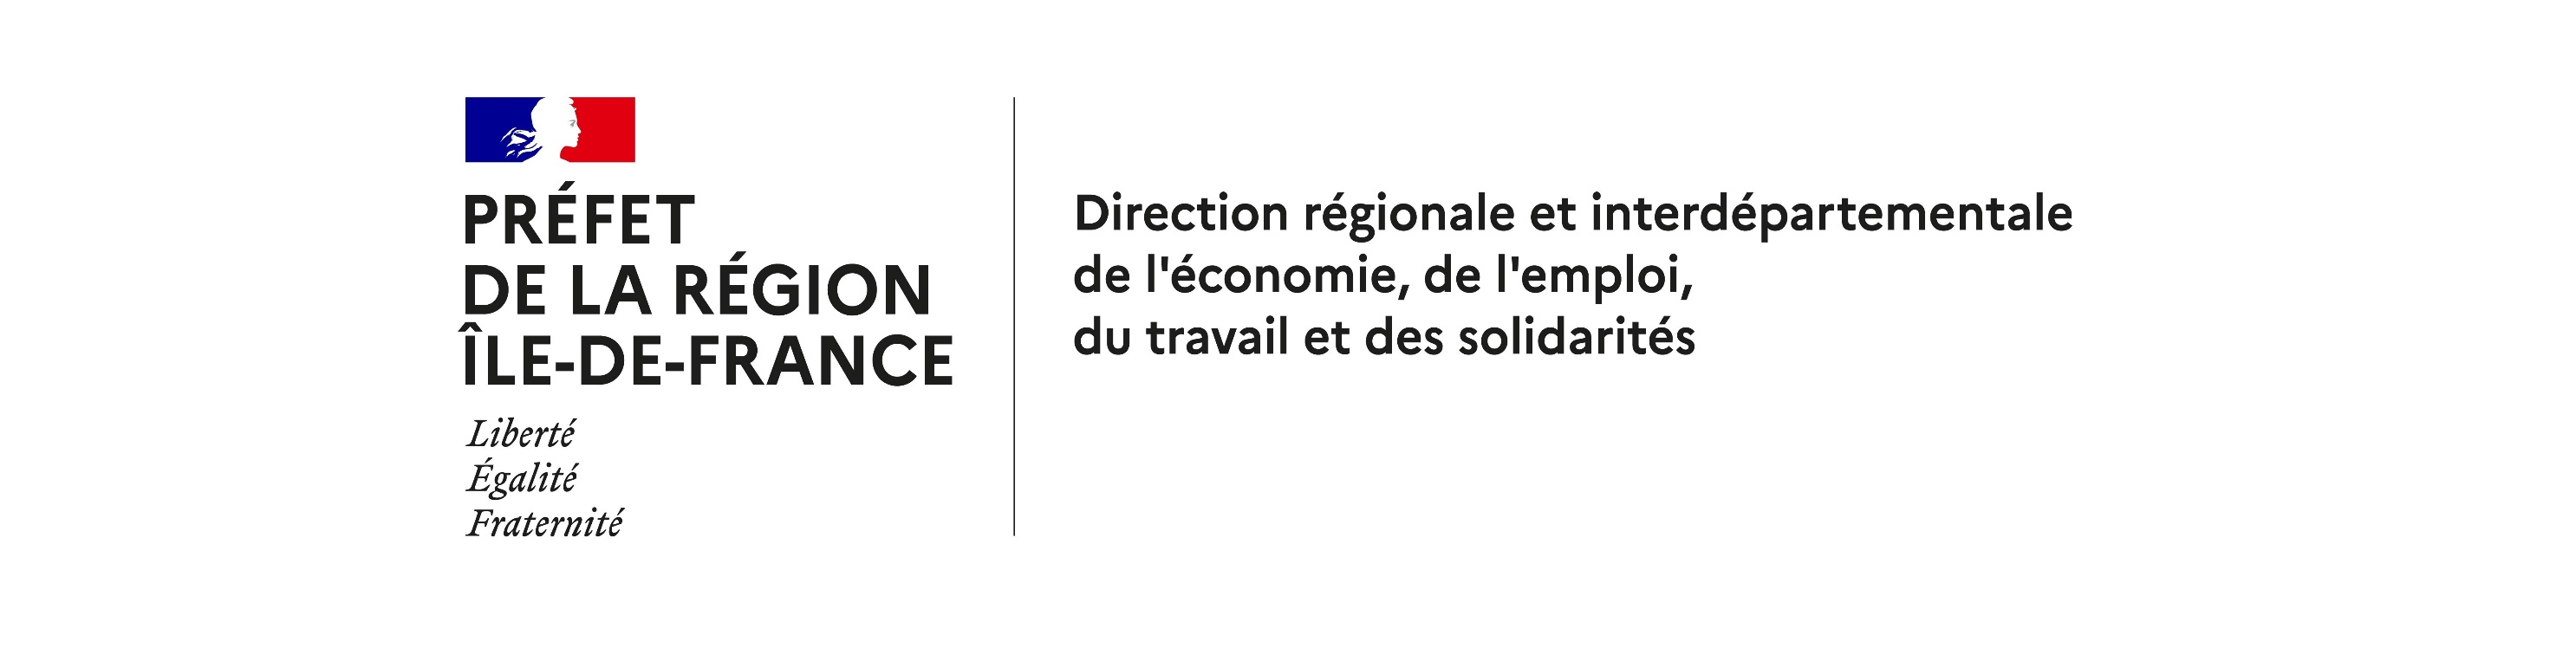 PRÉFET
DE LA RÉGION
ÎLE-DE-FRANCE
Liberté
Égalité
Fraternité
Direction régionale et interdépartementale
de l'économie, de l'emploi,
du travail et des solidarités